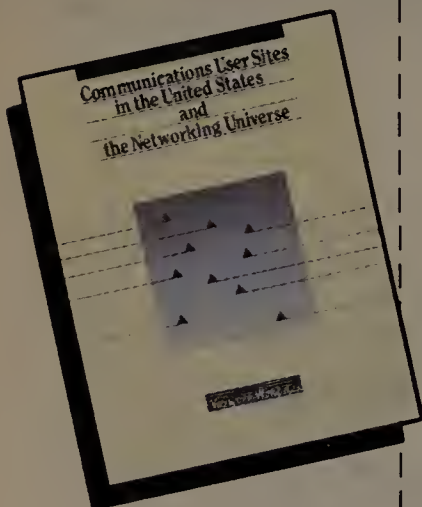 Communications User Sites
in the United States
and
the Networking Universe